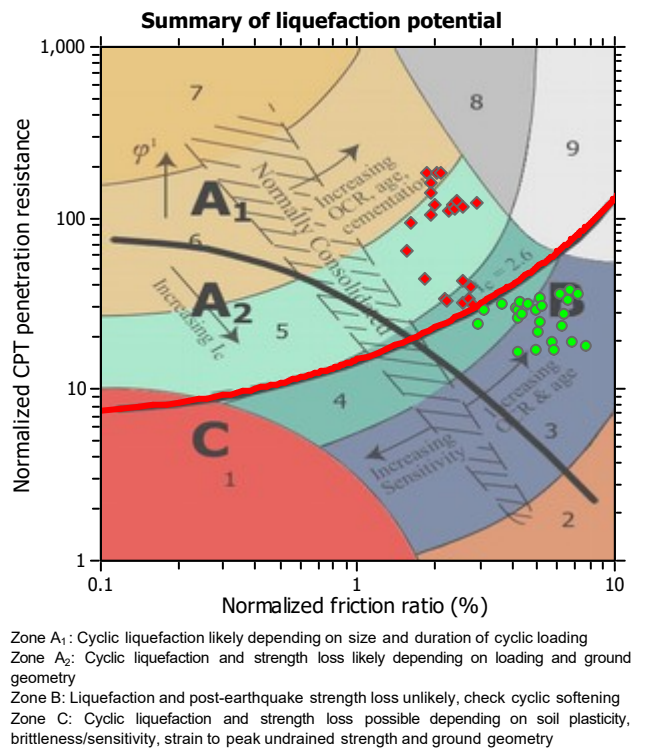 Summary of liquefaction potential
Normalized CPT penetration resistance
1,000
100
10
1
0.1
1
10
Normalized friction ratio (%)
7
8
9
φ'
A1
6
Normally Consolidated
Increasing
OCR, age,
cementation
A2
Increasing Ic
5
Ic = 2.6
B
4
Increasing
OCR & age
3
Increasing
Sensitivity
C
1
2
Zone A1: Cyclic liquefaction likely depending on size and duration of cyclic loading
Zone A2: Cyclic liquefaction and strength loss likely depending on loading and ground
geometry
Zone B: Liquefaction and post-earthquake strength loss unlikely, check cyclic softening
Zone C: Cyclic liquefaction and strength loss possible depending on soil plasticity,
brittleness/sensitivity, strain to peak undrained strength and ground geometry